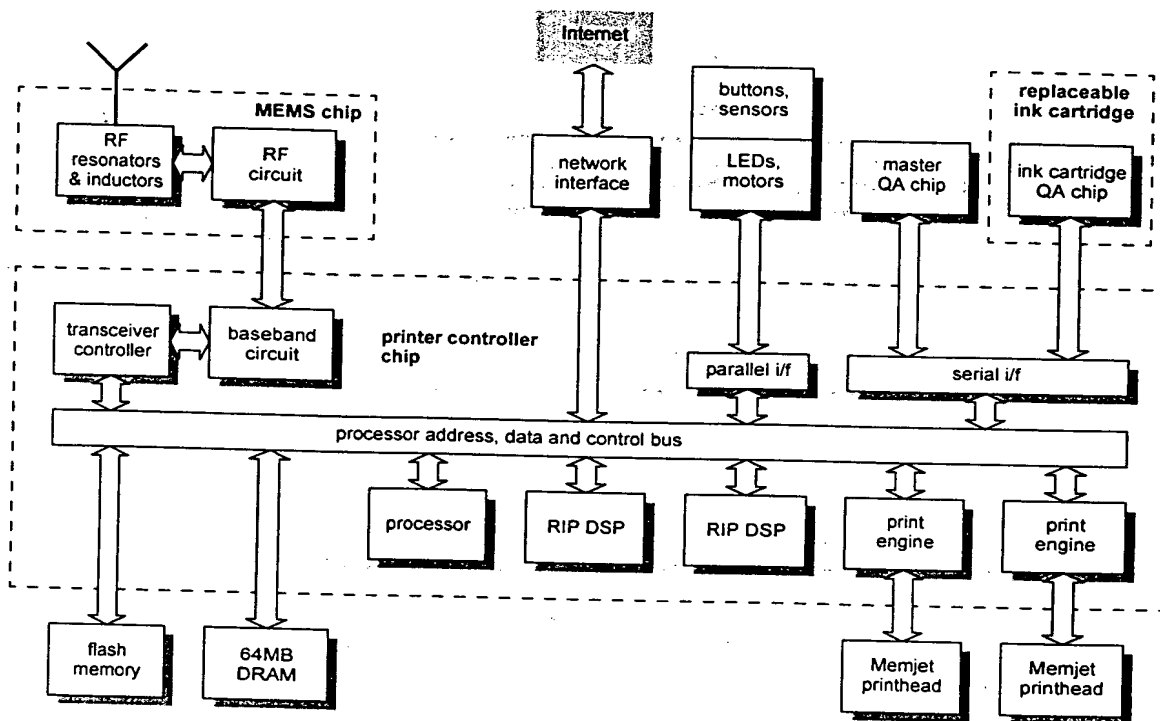 Internet
MEMS chip
RF
resonators
& inductors
RF
circuit
network
interface
buttons,
sensors
LEDs,
motors
master
QA chip
replaceable
ink cartridge
ink cartridge
QA chip
transceiver
controller
baseband
circuit
printer controller
chip
parallel i/f
serial i/f
processor address, data and control bus
processor
RIP DSP
RIP DSP
print
engine
print
engine
flash
memory
64MB
DRAM
Memjet
printhead
Memjet
printhead